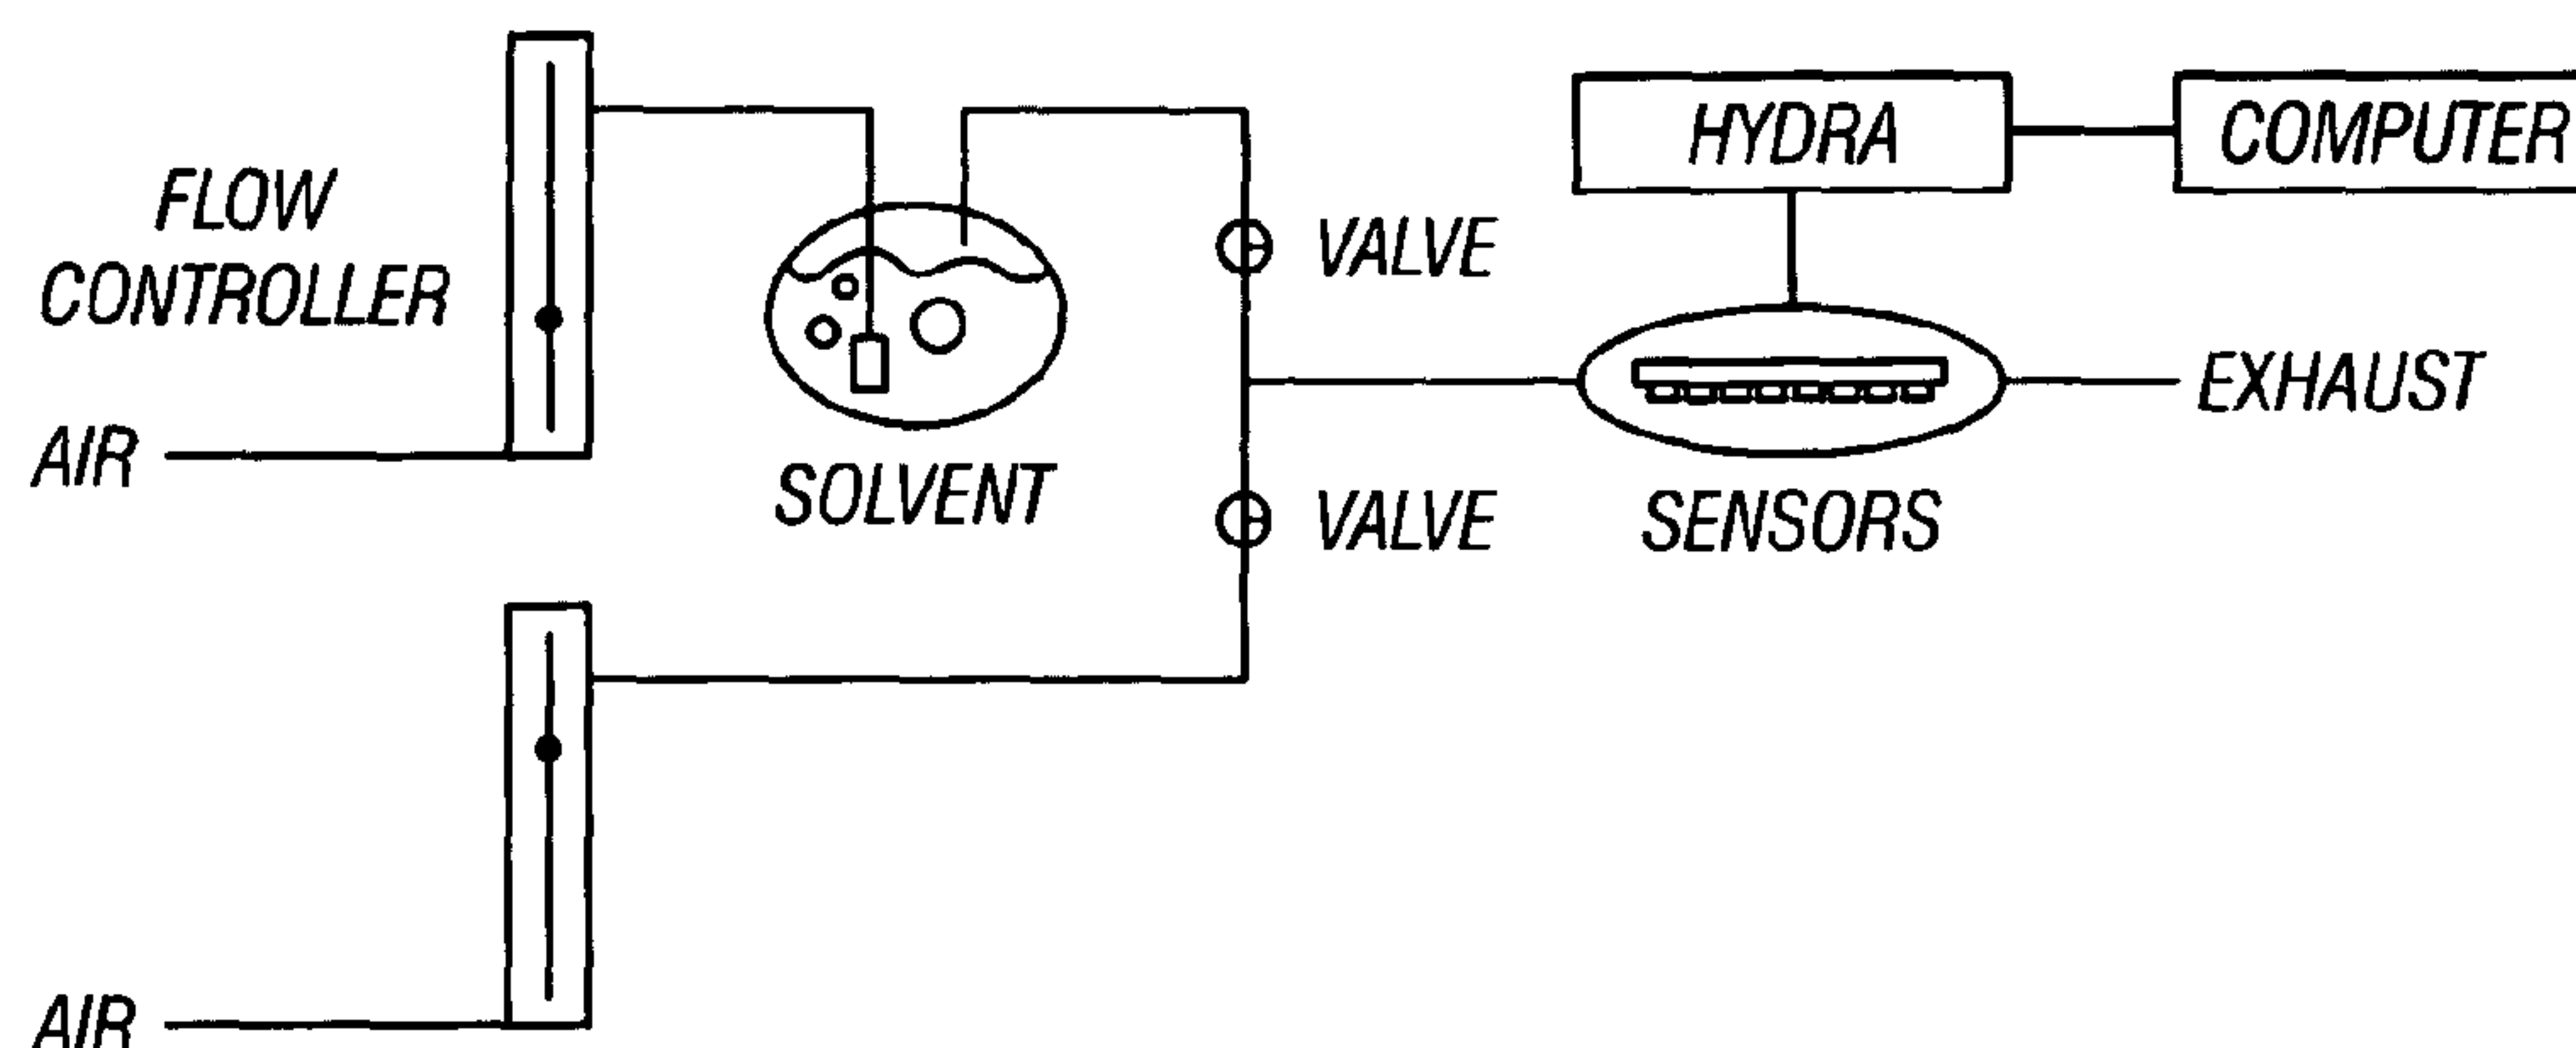 HYDRA
COMPUTER
FLOW
CONTROLLER
VALVE
AIR
SOLVENT
EXHAUST
VALVE
SENSORS
AIR